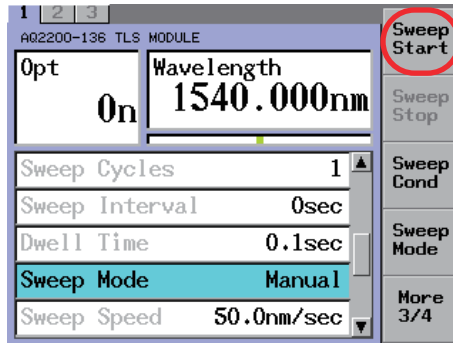 1 2 3
AQ2200-136 TLS MODULE
Opt
On
Wavelength
1540.000nm
Sweep Cycles 1
Sweep Interval 0sec
Dwell Time 0.1sec
Sweep Mode Manual
Sweep Speed 50.0nm/sec
Sweep
Start
Sweep
Stop
Sweep
Cond
Sweep
Mode
More
3/4